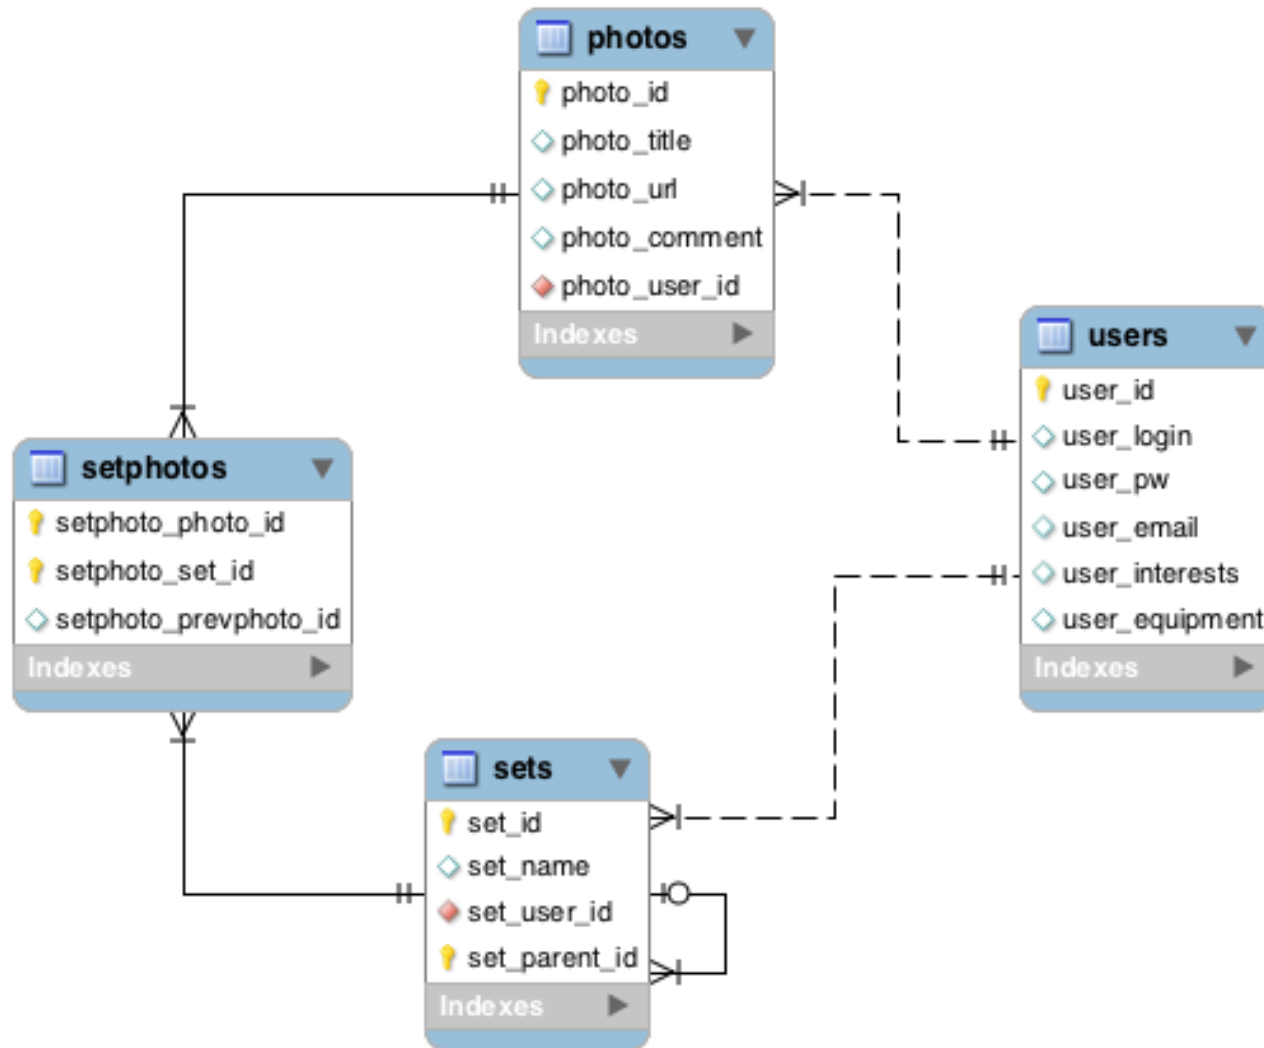 photos
photo_id
photo_title
photo_url
photo_comment
photo_user_id
Indexes
users
user_id
user_login
user_pw
user_email
user_interests
user_equipment
Indexes
setphotos
setphoto_photo_id
setphoto_set_id
setphoto_prevphoto_id
Indexes
sets
set_id
set_name
set_user_id
set_parent_id
Indexes